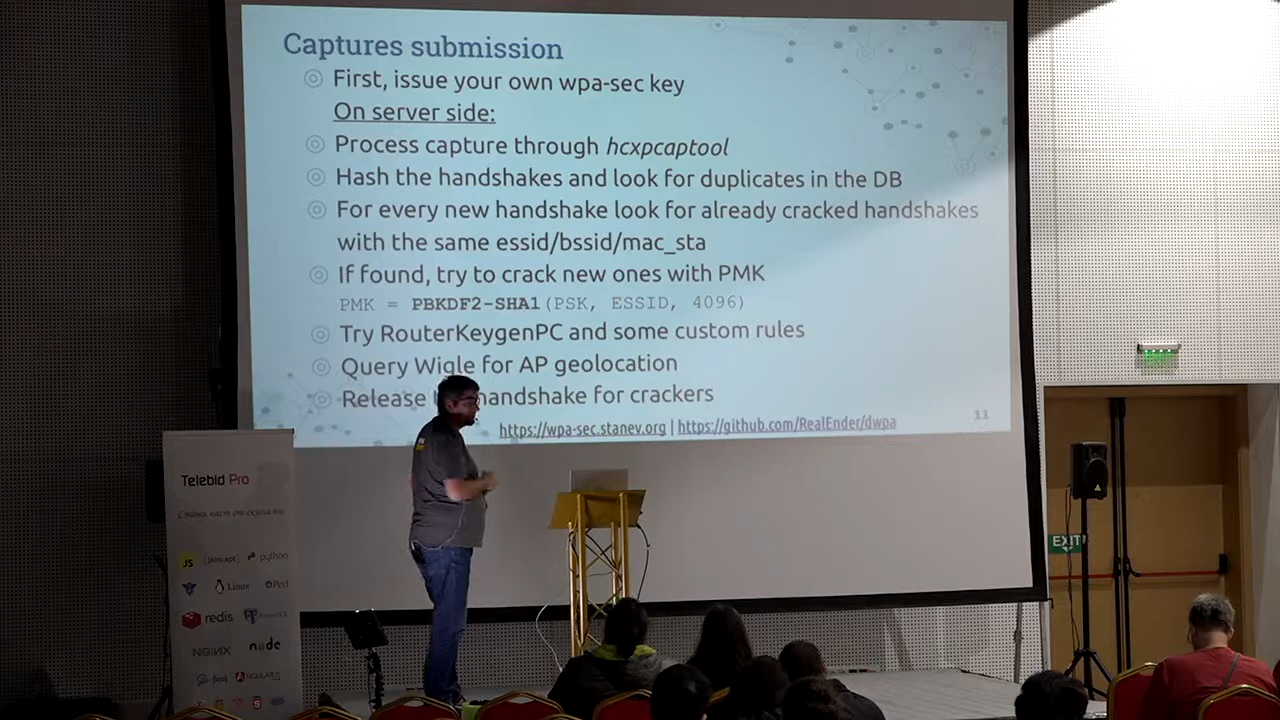 Captures submission
First, issue your own wpa-sec key
On server side:
Process capture through hcxpcaptool
Hash the handshakes and look for duplicates in the DB
For every new handshake look for already cracked handshakes
with the same essid/bssid/mac_sta
If found, try to crack new ones with PMK
PMK = PBKDF2-SHA1(PSK, ESSID, 4096)
Try RouterKeygenPC and some custom rules
Query Wigle for AP geolocation
Release handshake for crackers
https://wpa-sec.stanev.org | https://github.com/RealEnder/dwpa
11
Telebid Pro
JS
python
Linux
Perl
redis
NGINX
node
ANGULAR
EXIT